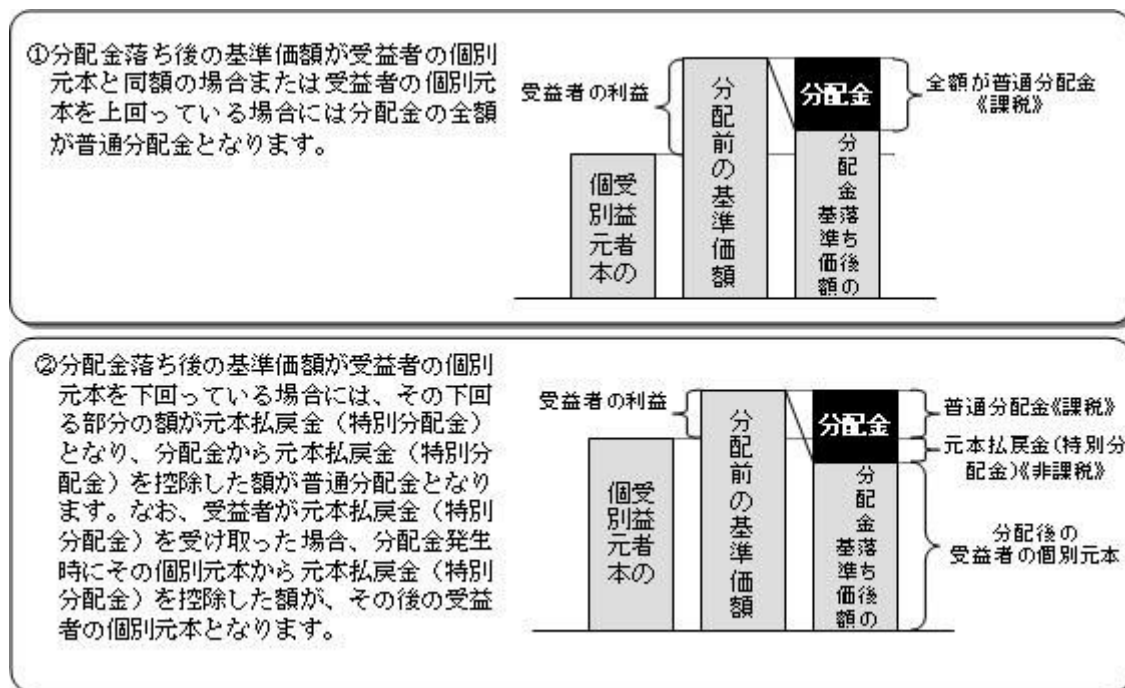 ①分配金落ち後の基準価額が受益者の個別
元本と同額の場合または受益者の個別元
本を上回っている場合には分配金の全額
が普通分配金となります。
受益者の利益
受益者の
個別元本
分配前の基準価額
分配金
分配金落ち後の
基準価額
全額が普通分配金
《課税》
②分配金落ち後の基準価額が受益者の個別
元本を下回っている場合には、その下回
る部分の額が元本払戻金（特別分配金）
となり、分配金から元本払戻金（特別分
配金）を控除した額が普通分配金となり
ます。なお、受益者が元本払戻金（特別
分配金）を受け取った場合、分配金発生
時にその個別元本から元本払戻金（特別
分配金）を控除した額が、その後の受益
者の個別元本となります。
受益者の利益
受益者の
個別元本
分配前の基準価額
分配金
分配金落ち後の
基準価額
普通分配金《課税》
元本払戻金(特別分
配金)《非課税》
分配後の
受益者の個別元本